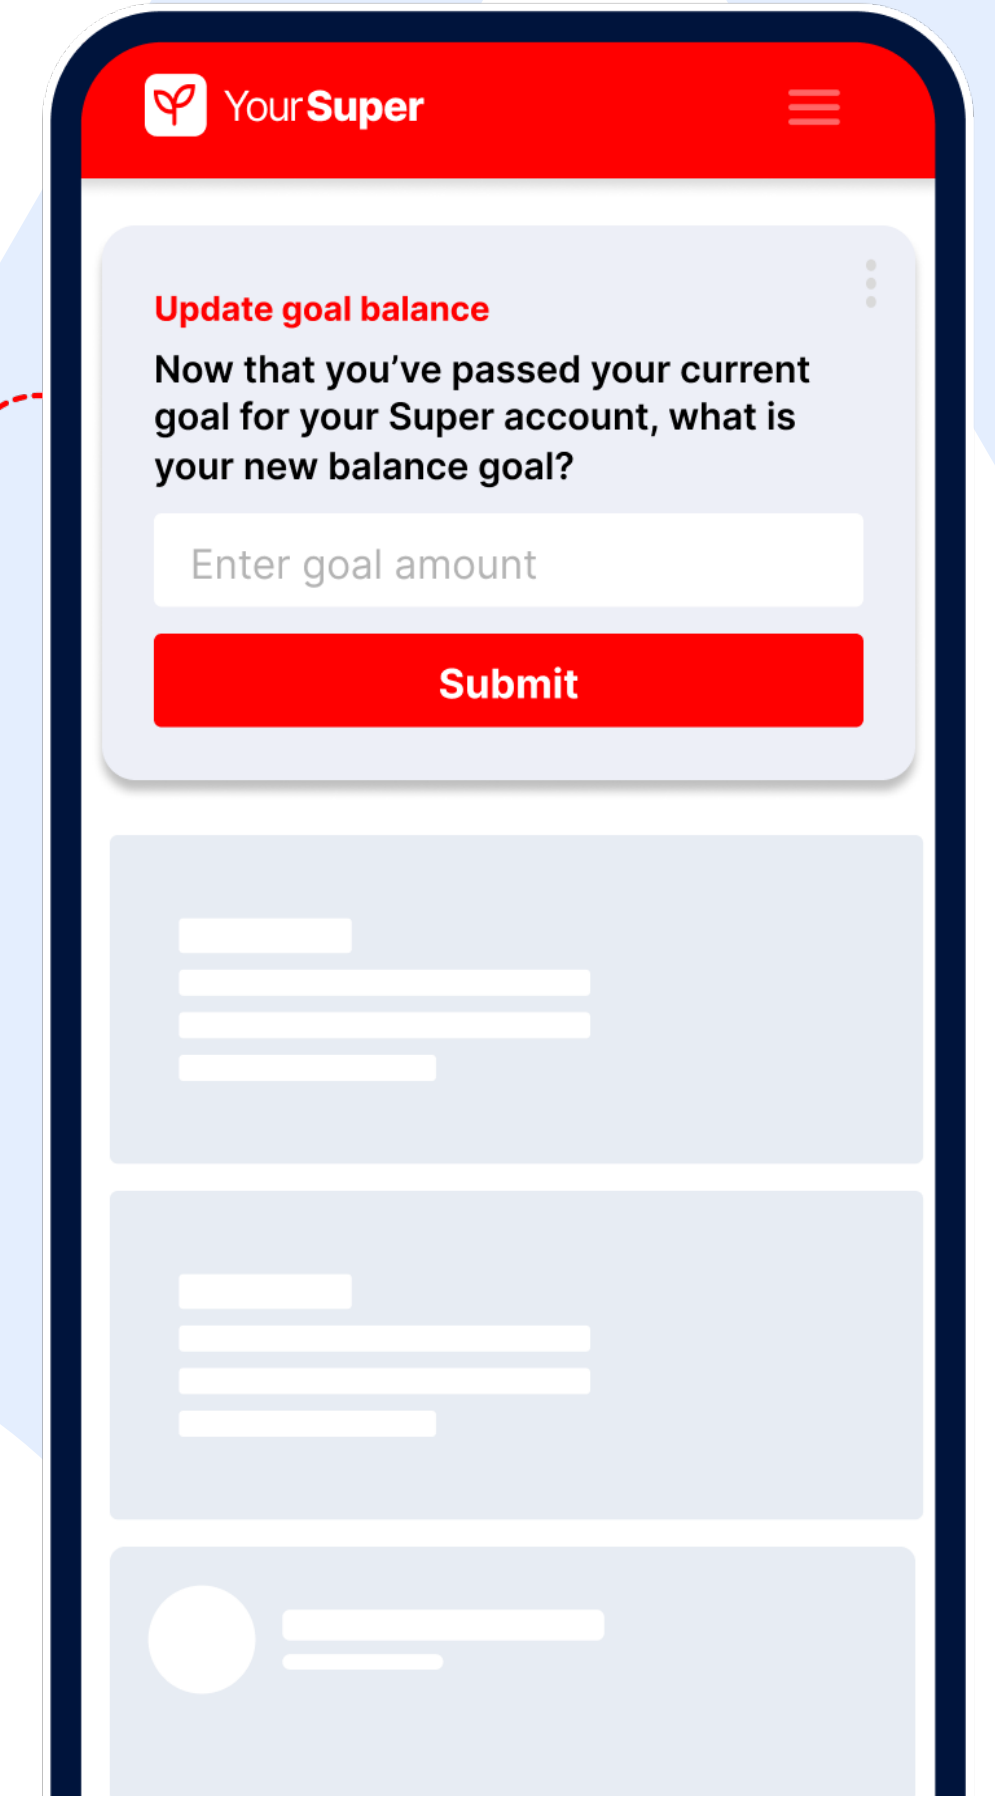 YourSuper
Update goal balance
Now that you’ve passed your current
goal for your Super account, what is
your new balance goal?
Enter goal amount
Submit